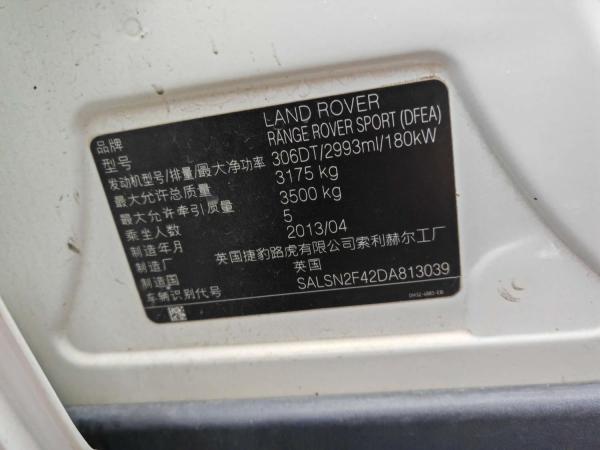 品牌 LAND ROVER
型号 RANGE ROVER SPORT (DFEA)
发动机型号/排量/最大净功率 306DT/2993ml/180kW
最大允许总质量 3175 kg
最大允许牵引质量 3500 kg
乘坐人数 5
制造年月 2013/04
制造厂 英国捷豹路虎有限公司索利赫尔工厂
制造国 英国
车辆识别代号 SALSN2F42DA813039